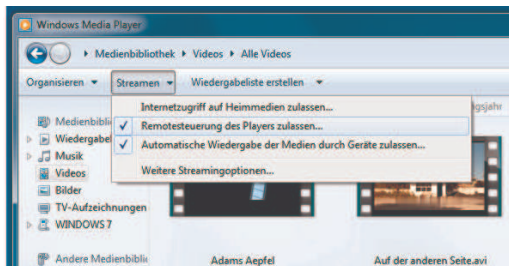 Windows Media Player
Medienbibliothek ▸ Videos ▸ Alle Videos
Organisieren Streamen Wiedergabeliste erstellen
Internetzugriff auf Heimmedien zulassen...
Remotesteuerung des Players zulassen...
Automatische Wiedergabe der Medien durch Geräte zulassen...
Weitere Streamingoptionen...
Musik
Videos
Bilder
TV-Aufzeichnungen
WINDOWS 7
Andere
Adams Aepfel Auf der anderen Seite.avi